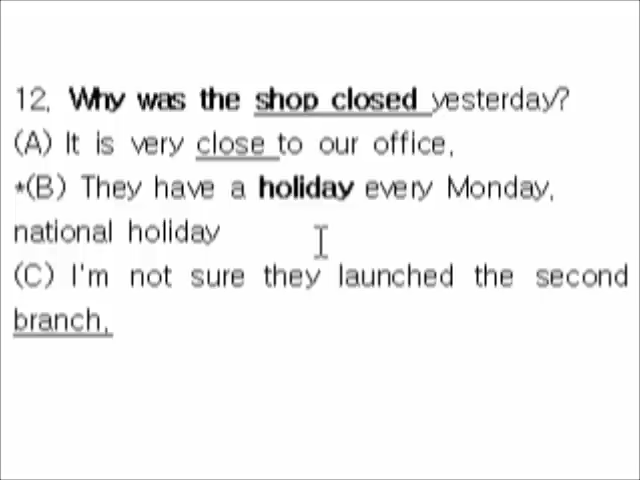 12. Why was the shop closed yesterday?
(A) It is very close to our office.
*(B) They have a holiday every Monday.
national holiday
(C) I'm not sure they launched the second
branch.